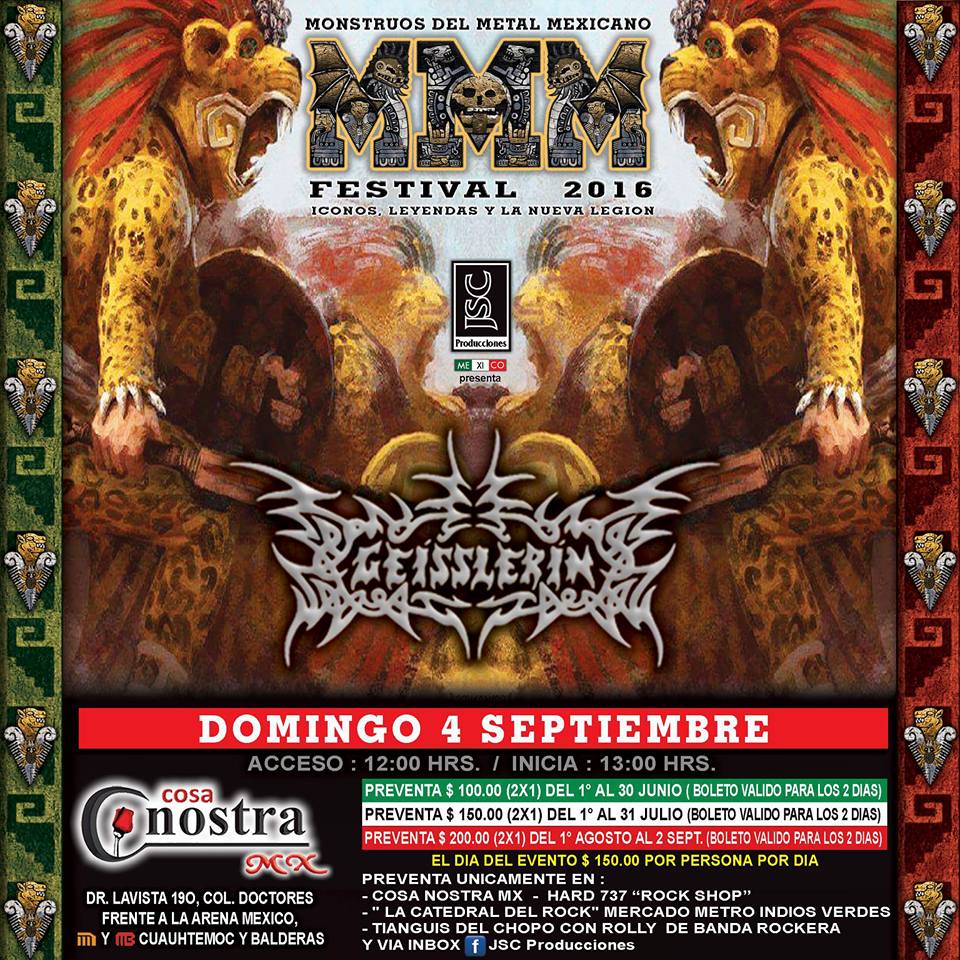 MONSTRUOS DEL METAL MEXICANO
MMM
FESTIVAL 2016
ICONOS, LEYENDAS Y LA NUEVA LEGION
JSC
Producciones
MEXICO
presenta
GEÍSSLERÍN
DOMINGO 4 SEPTIEMBRE
ACCESO : 12:00 HRS. / INICIA : 13:00 HRS.
cosa
nostra
MX
DR. LAVISTA 190, COL. DOCTORES
FRENTE A LA ARENA MEXICO,
Y MB CUAUHTEMOC Y BALDERAS
PREVENTA $ 100.00 (2X1) DEL 1° AL 30 JUNIO ( BOLETO VALIDO PARA LOS 2 DIAS)
PREVENTA $ 150.00 (2X1) DEL 1° AL 31 JULIO (BOLETO VALIDO PARA LOS 2 DIAS)
PREVENTA $ 200.00 (2X1) DEL 1° AGOSTO AL 2 SEPT. (BOLETO VALIDO PARA LOS 2 DIAS)
EL DIA DEL EVENTO $ 150.00 POR PERSONA POR DIA
PREVENTA UNICAMENTE EN :
- COSA NOSTRA MX - HARD 737 “ROCK SHOP”
- " LA CATEDRAL DEL ROCK" MERCADO METRO INDIOS VERDES
- TIANGUIS DEL CHOPO CON ROLLY DE BANDA ROCKERA
Y VIA INBOX f JSC Producciones